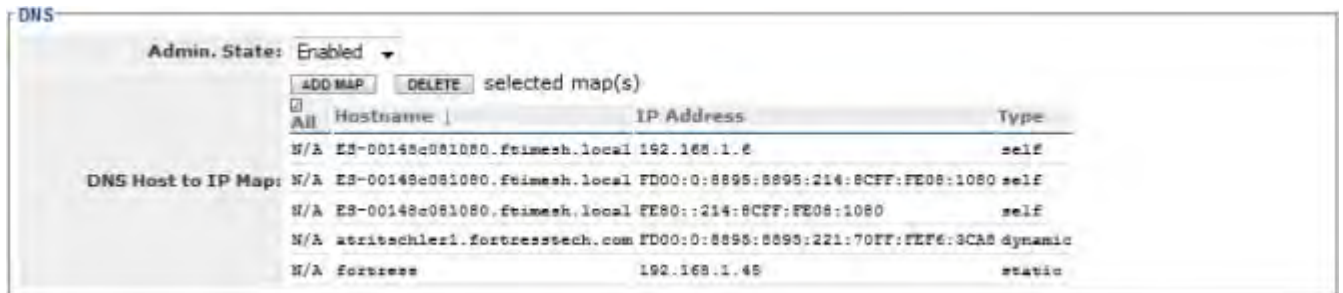 DNS
Admin. State: Enabled
ADD MAP DELETE selected map(s)
All Hostname ↓ IP Address Type
N/A ES-00148c081080.ftimesh.local 192.168.1.6 self
DNS Host to IP Map: N/A ES-00148c081080.ftimesh.local FD00:0:8895:8895:214:8CFF:FE08:1080 self
N/A ES-00148c081080.ftimesh.local FE80::214:8CFF:FE08:1080 self
N/A atritschler1.fortresstech.com FD00:0:8895:8895:221:70FF:FEF6:3CA8 dynamic
N/A fortress 192.168.1.45 static